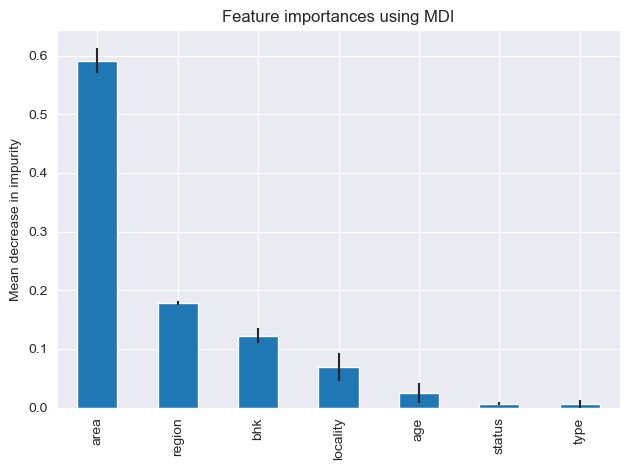 Feature importances using MDI
Mean decrease in impurity
0.6
0.5
0.4
0.3
0.2
0.1
0.0
area
region
bhk
locality
age
status
type